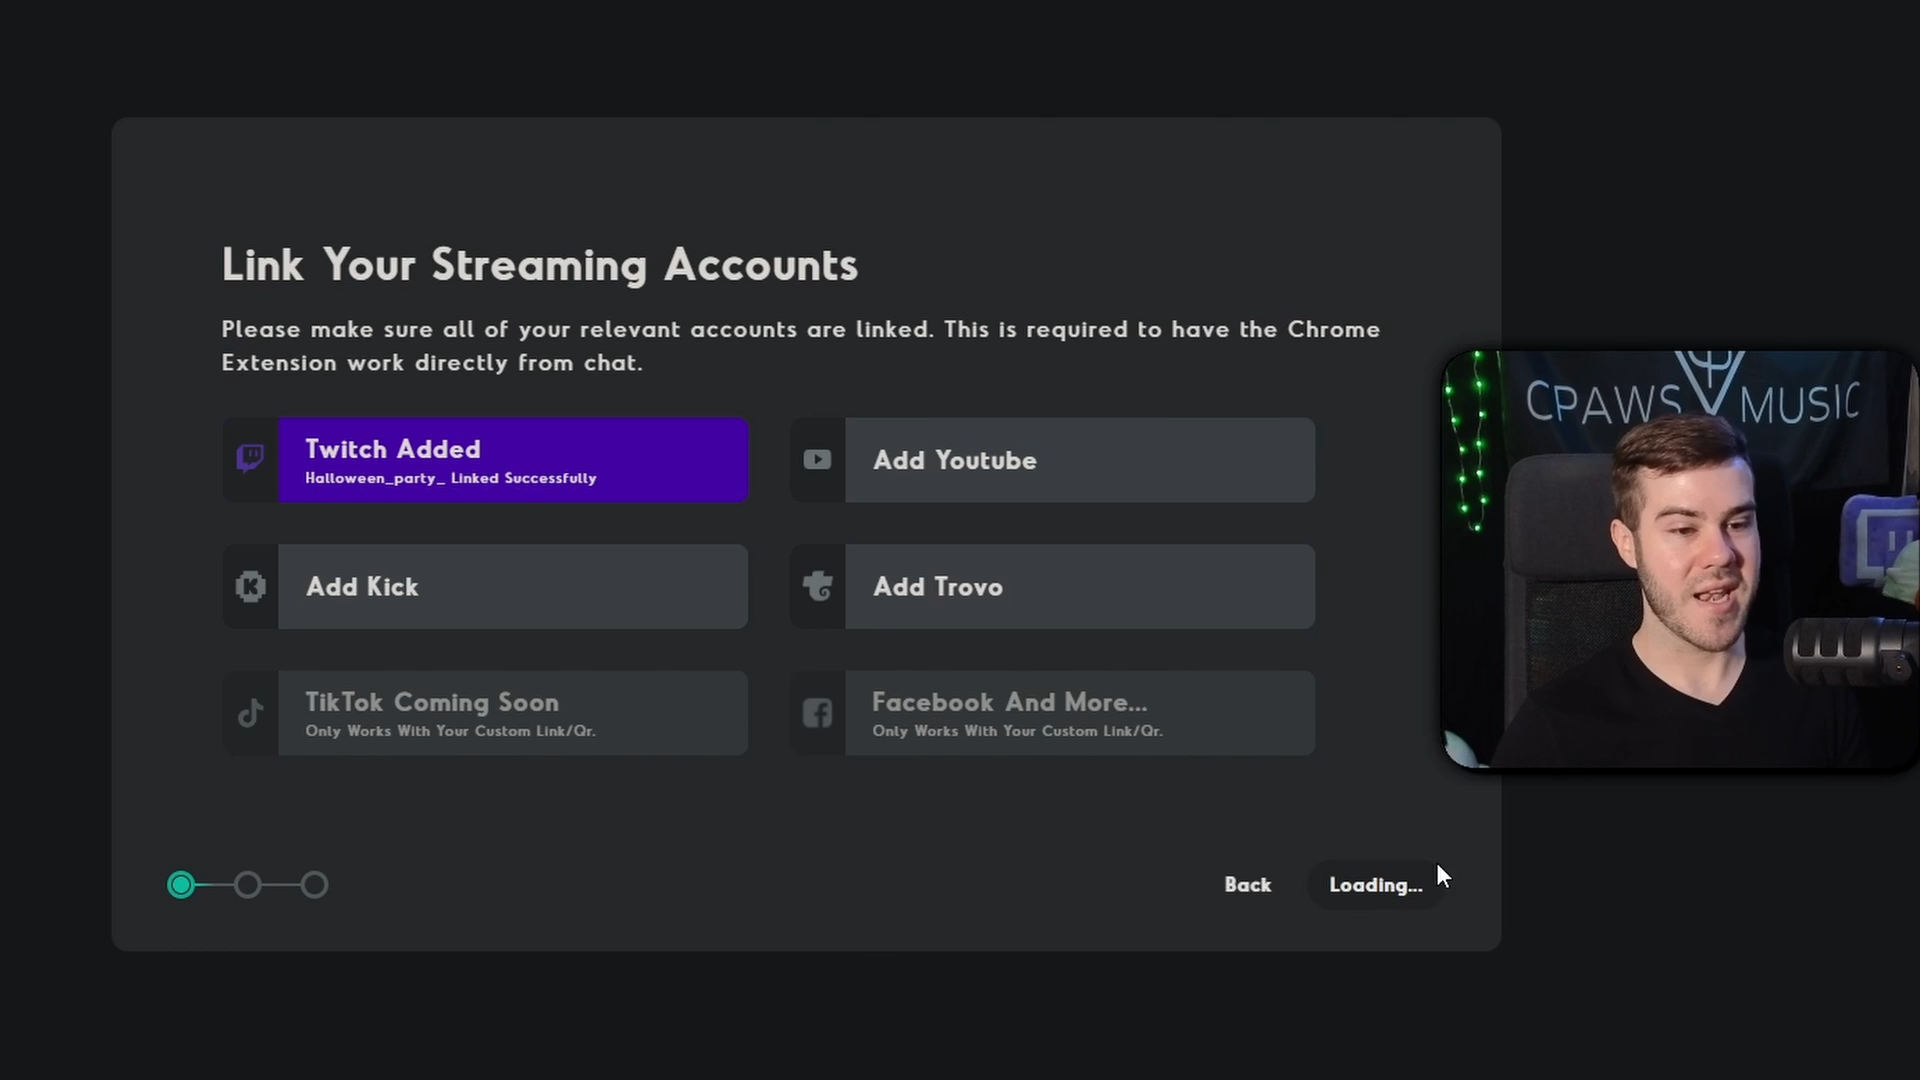 Link Your Streaming Accounts
Please make sure all of your relevant accounts are linked. This is required to have the Chrome
Extension work directly from chat.
Twitch Added
Halloween_party_ Linked Successfully
Add Youtube
Add Kick
Add Trovo
TikTok Coming Soon
Only Works With Your Custom Link/Qr.
Facebook And More...
Only Works With Your Custom Link/Qr.
Back
Loading...
CPAWS MUSIC